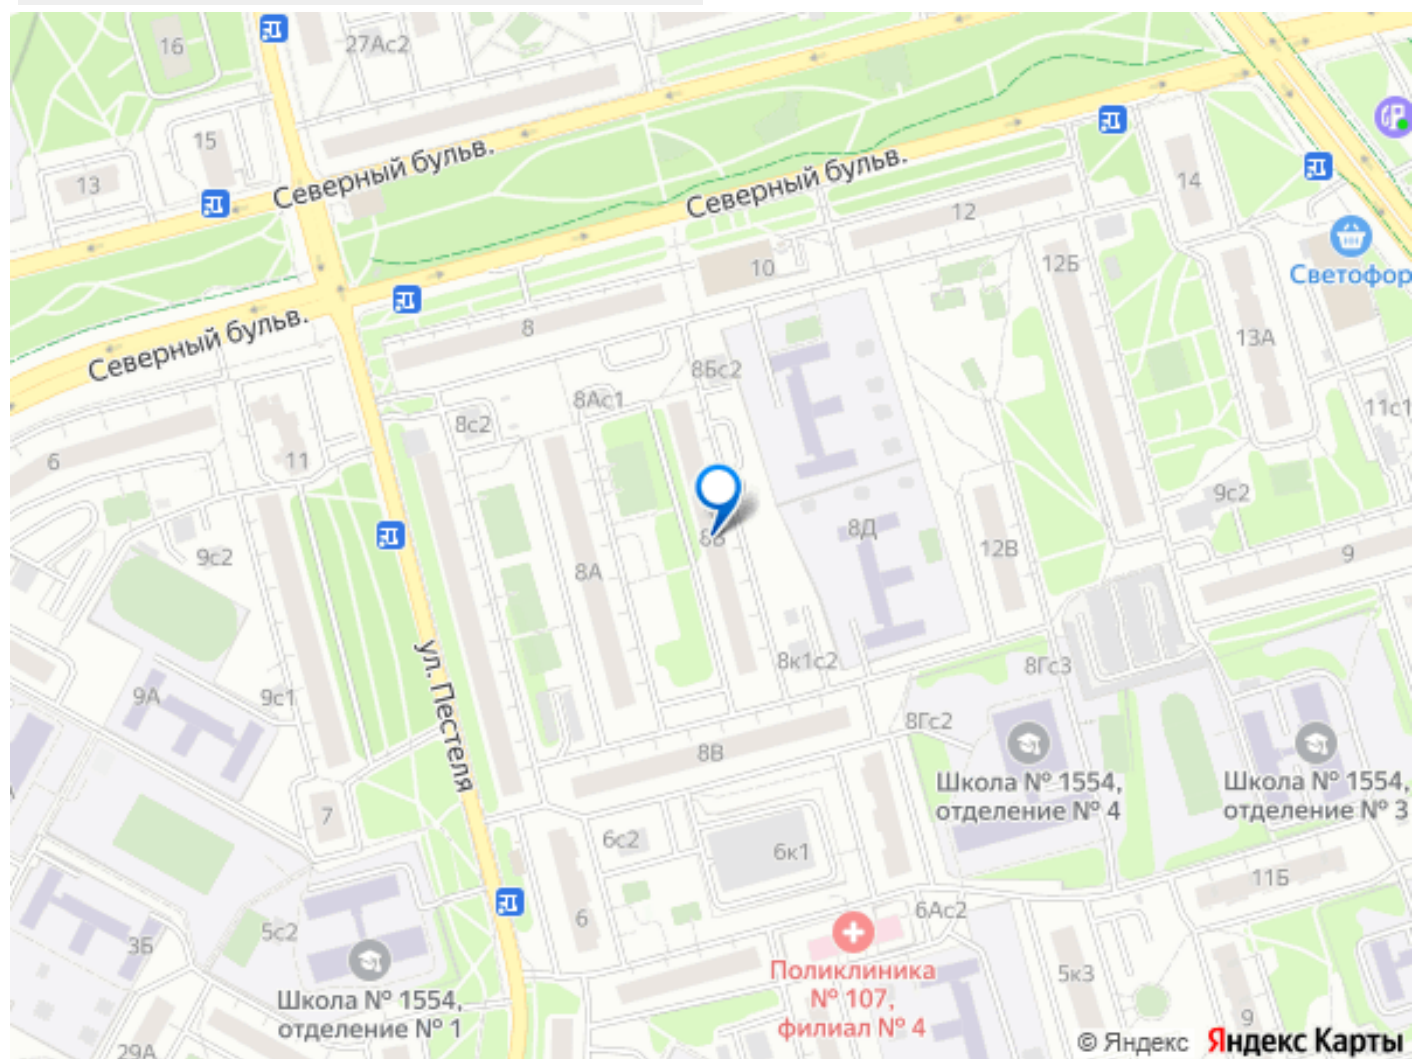 16
27Ас2
15
13
Северный бульв.
Северный бульв.
14
12
Светофор
10
12Б
8
Северный бульв.
13А
8Бс2
8Ас1
11с1
8с2
6
11
9с2
8Д
12В
9с2
9
8А
8к1с2
8Гс3
ул. Пестеля
9А
9с1
8Гс2
8В
Школа № 1554,
отделение № 4
Школа № 1554,
отделение № 3
7
6с2
6к1
11Б
6
6Ас2
5с2
3Б
Поликлиника
№ 107,
филиал № 4
5к3
Школа № 1554,
отделение № 1
9
29А
© Яндекс Яндекс Карты